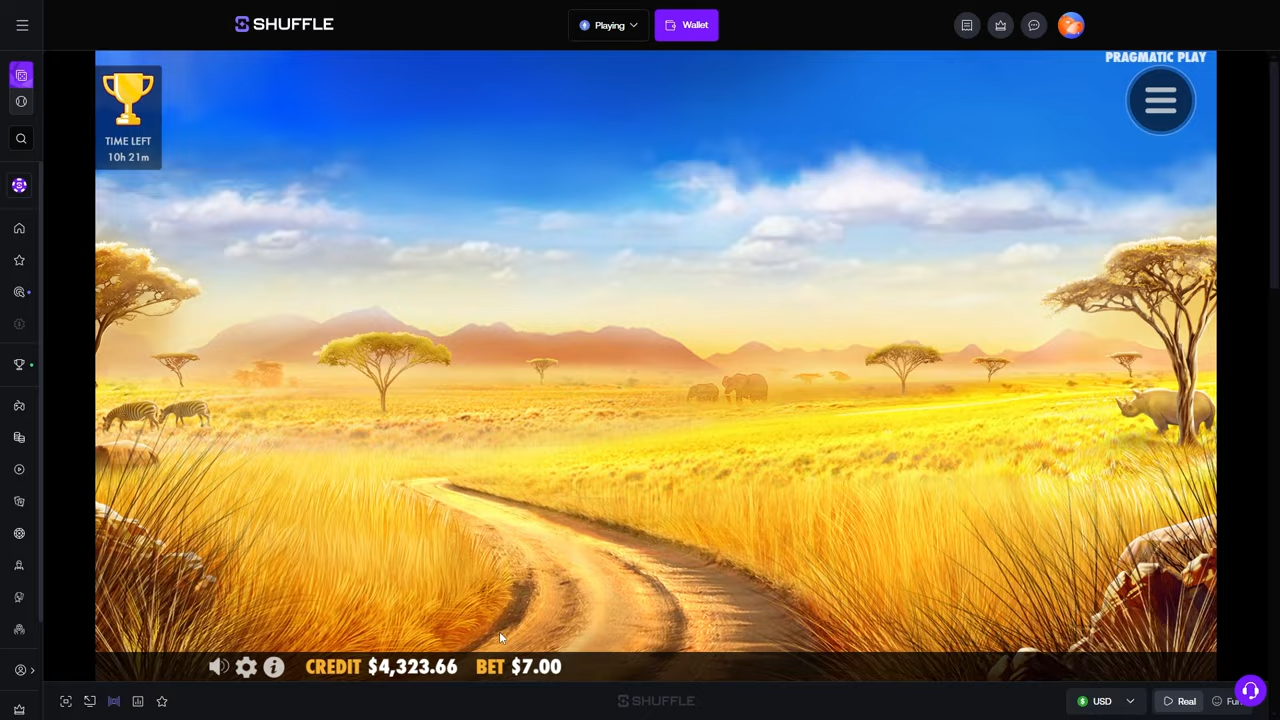 SHUFFLE
Playing
Wallet
PRAGMATIC PLAY
TIME LEFT
10h 21m
CREDIT $4,323.66 BET $7.00
SHUFFLE
USD
Real